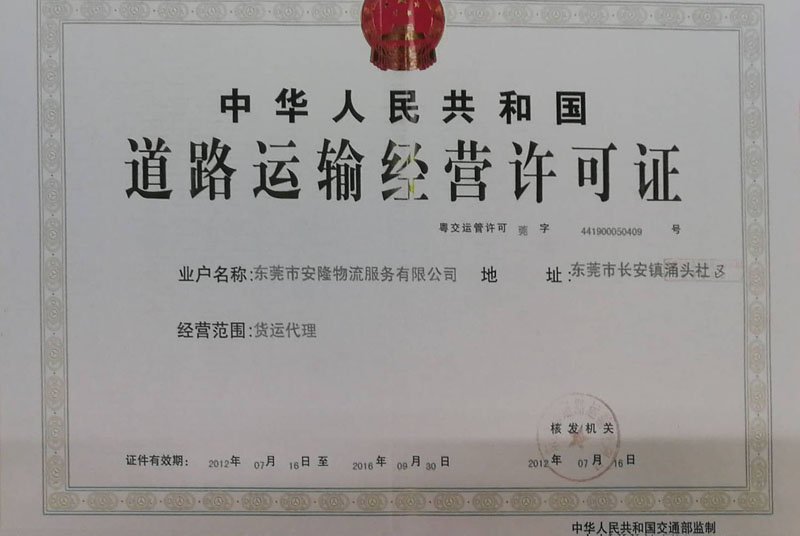 中华人民共和国
道路运输经营许可证
粤交运管许可 莞 字 441900050409 号
业户名称:东莞市安隆物流服务有限公司 地 址:东莞市长安镇涌头社区
经营范围:货运代理
核发机关
证件有效期: 2012年 07月 16日 至 2016年 09月 30日 2012年 07月 16日
中华人民共和国交通部监制